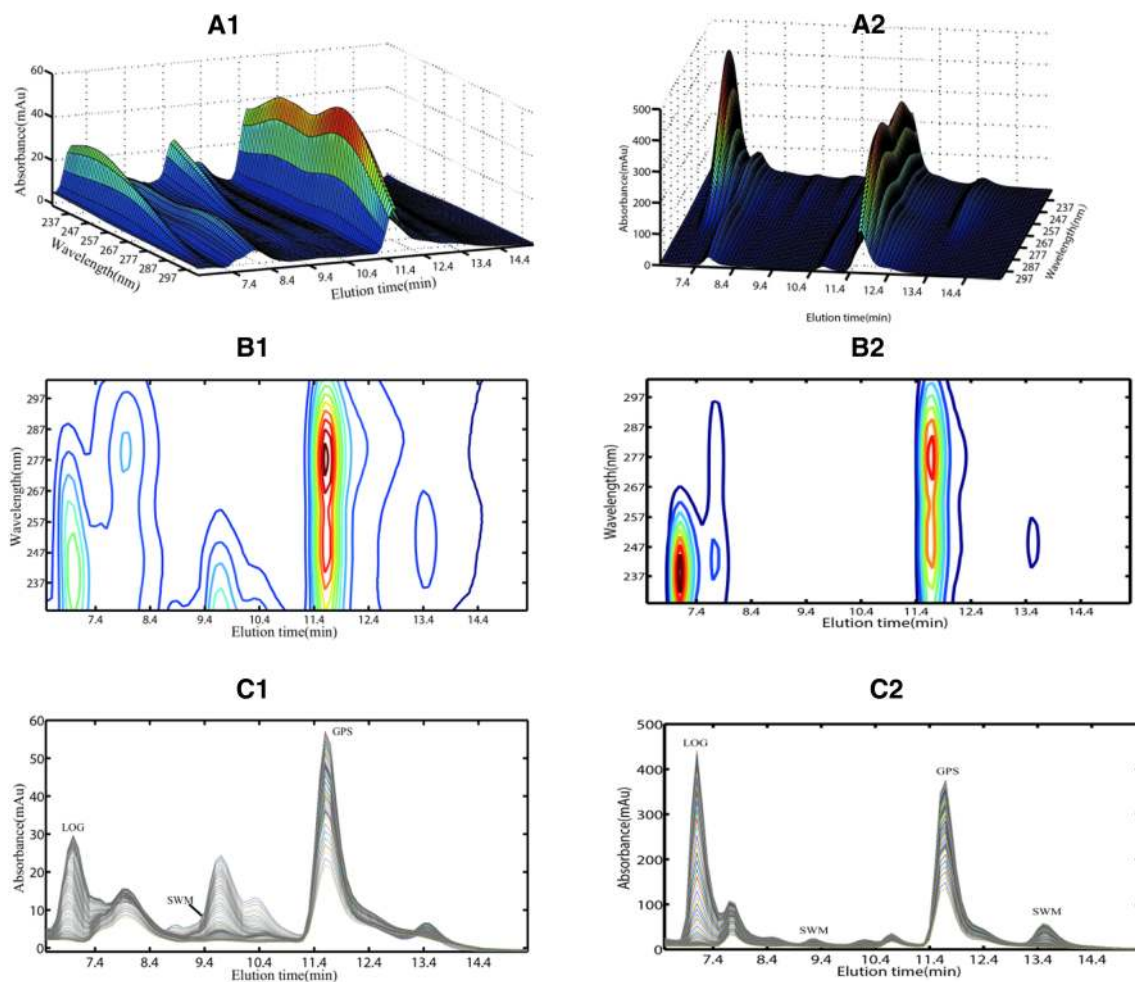 A1
A2
60
40
20
0
Absorbance(mAu)
237
247
257
267
277
287
297
Wavelength(nm)
7.4
8.4
9.4
10.4
11.4
12.4
13.4
14.4
Elution time(min)
500
400
300
200
100
0
Absorbance(mAu)
7.4
8.4
9.4
10.4
11.4
12.4
13.4
14.4
Elution time(min)
237
247
257
267
277
287
297
Wavelength(nm)
B1
B2
297
287
277
267
257
247
237
Wavelength(nm)
7.4 8.4 9.4 10.4 11.4 12.4 13.4 14.4
Elution time(min)
297
287
277
267
257
247
237
Wavelength(nm)
7.4 8.4 9.4 10.4 11.4 12.4 13.4 14.4
Elution time(min)
C1
C2
60
50
40
30
20
10
0
Absorbance(mAu)
LOG
SWM
GPS
7.4 8.4 9.4 10.4 11.4 12.4 13.4 14.4
Elution time(min)
500
400
300
200
100
0
Absorbance(mAu)
LOG
SWM
GPS
SWM
7.4 8.4 9.4 10.4 11.4 12.4 13.4 14.4
Elution time(min)